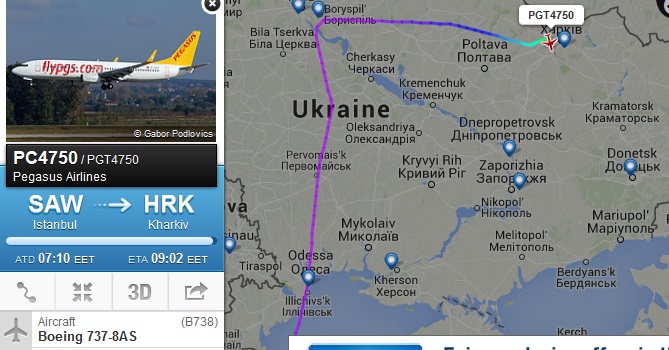 flypgs.com
PEGASUS
© Gabor Podlovics
PC4750 / PGT4750
Pegasus Airlines
SAW HRK
Istanbul Kharkiv
ATD 07:10 EET ETA 09:02 EET
3D
Aircraft (B738)
Boeing 737-8AS
PGT4750
Boryspil'
Бориспіль
Bila Tserkva
Біла Церква
Харків
Poltava
Полтава
Cherkasy
Черкаси
Kremenchuk
Кременчук
Ukraine
Kramatorsk
Краматорськ
Oleksandriya
Олександрія
Dnepropetrovsk
Дніпропетровськ
Pervomais'k
Первомайськ
Kryvyi Rih
Кривий Ріг
Zaporizhia
Запоріжжя
Donetsk
Донецьк
Nikopol'
Нікополь
Mariupol'
Маріуполь
Mykolaiv
Миколаїв
Melitopol'
Мелітополь
Odessa
Одеса
Tiraspol
Kherson
Херсон
Berdyans'k
Бердянськ
Illichivs'k
Іллічівськ
Kerch